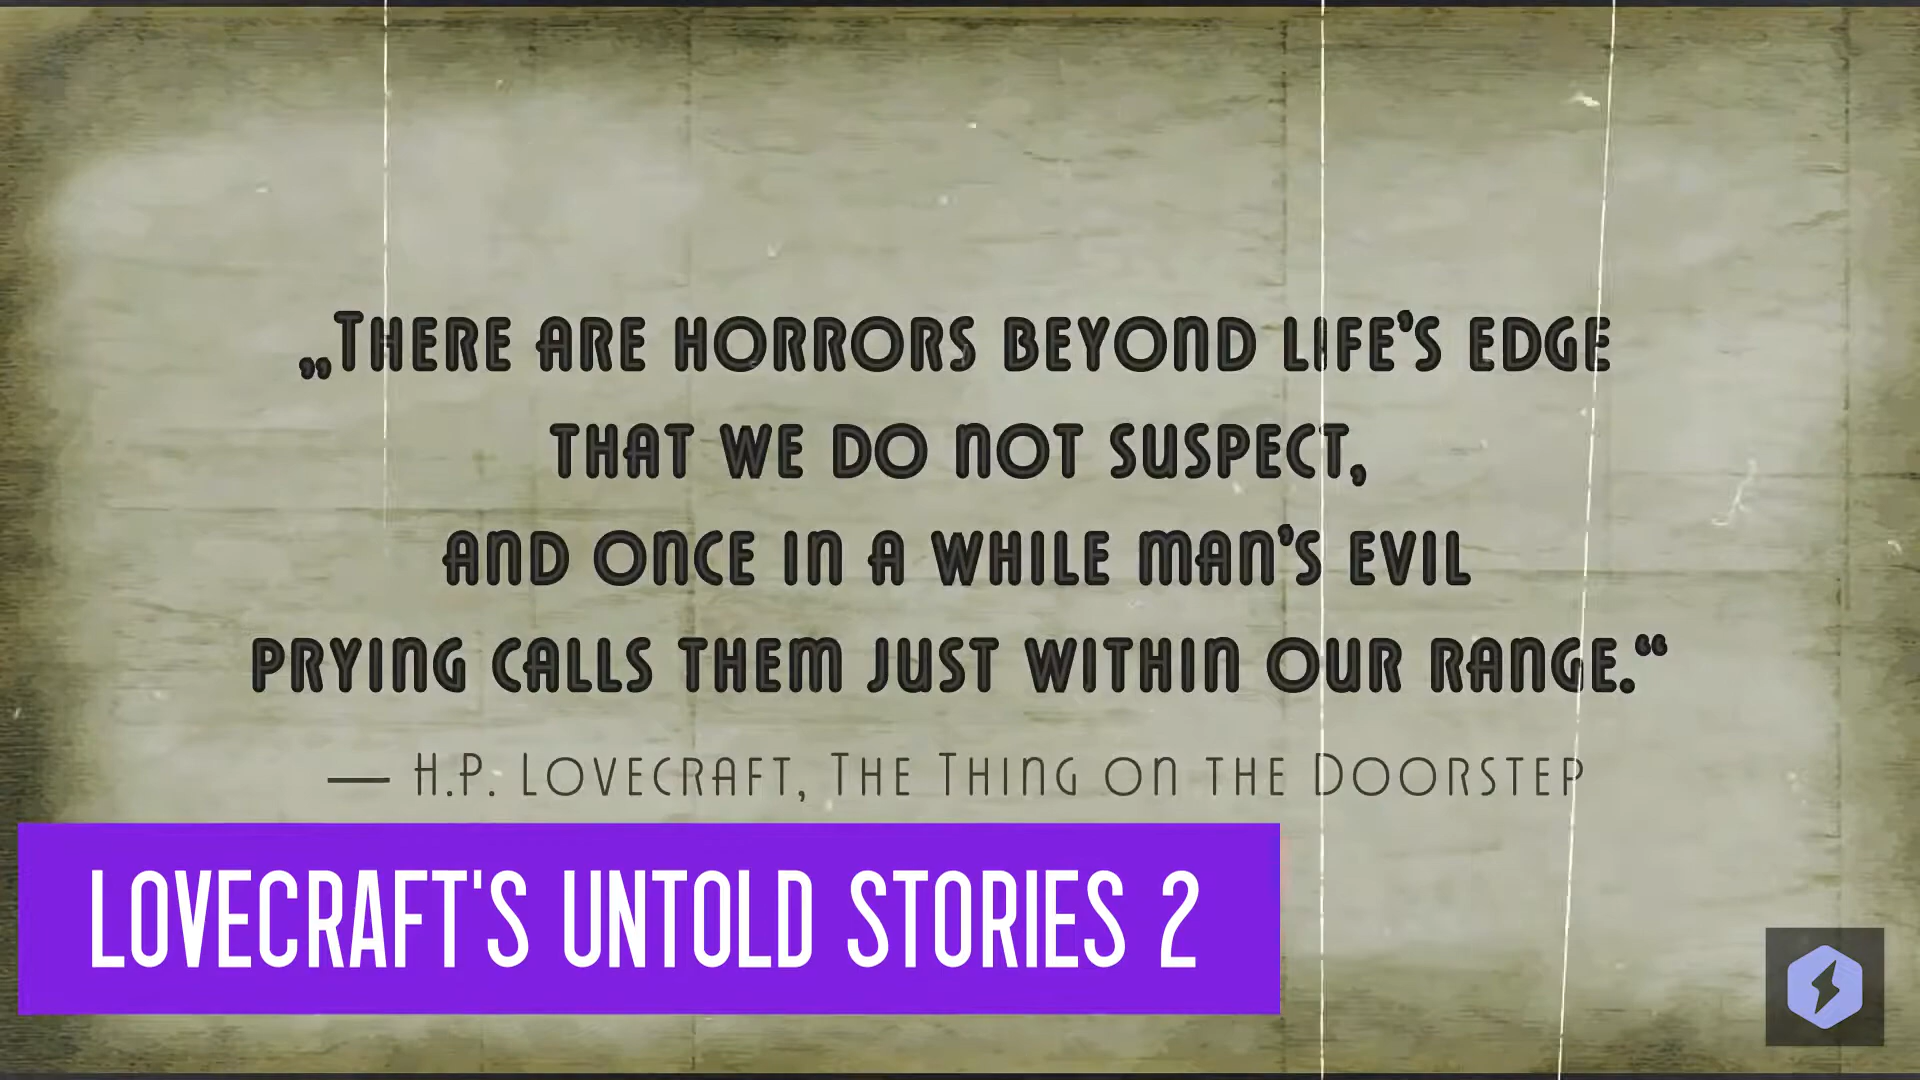 „There are horrors beyond life’s edge
that we do not suspect,
and once in a while man’s evil
prying calls them just within our range.“
— H.P. Lovecraft, The Thing on the Doorstep
LOVECRAFT'S UNTOLD STORIES 2